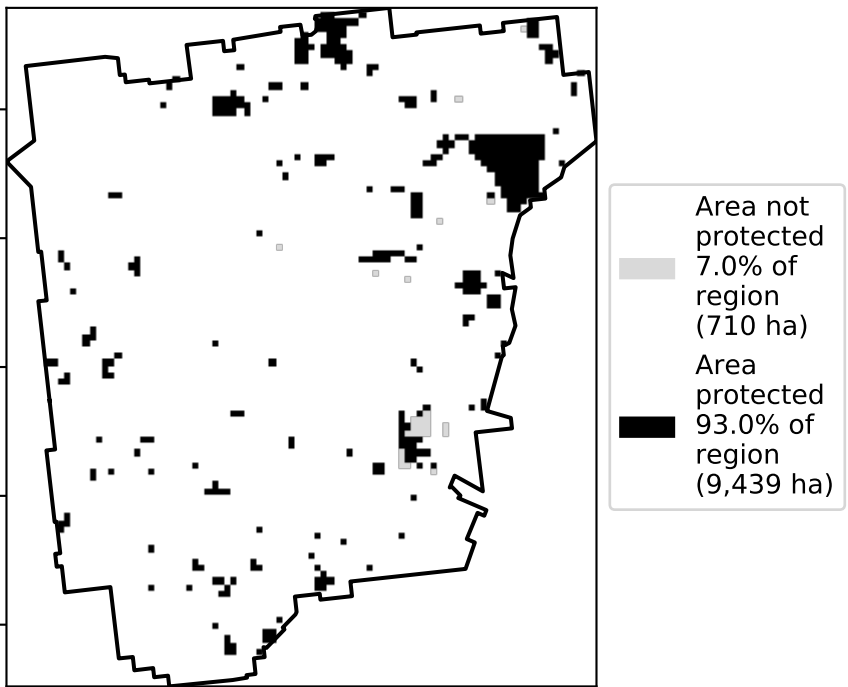 Area not
protected
7.0% of
region
(710 ha)
Area
protected
93.0% of
region
(9,439 ha)